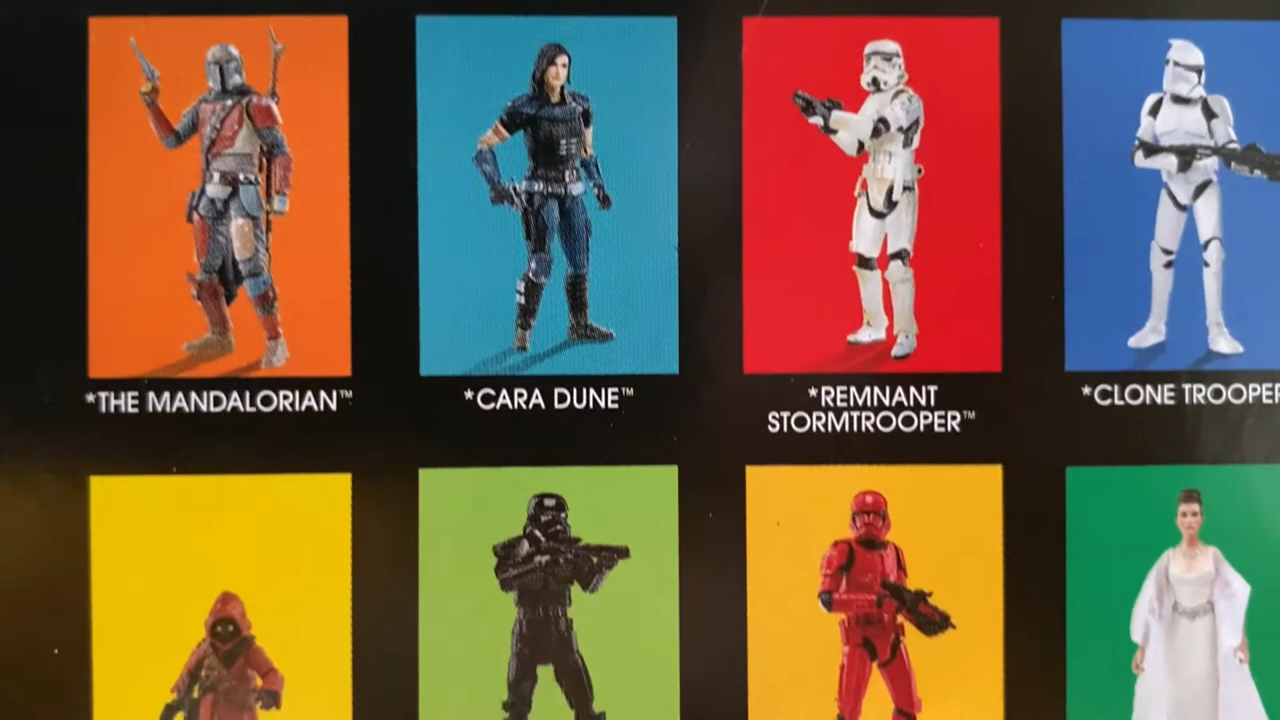 *THE MANDALORIAN™
*CARA DUNE™
*REMNANT
STORMTROOPER™
*CLONE TROOPER